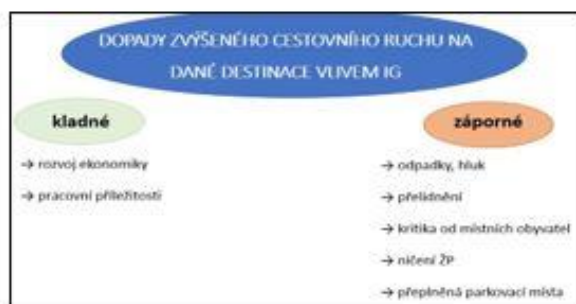 DOPADY ZVÝŠENÉHO CESTOVNÍHO RUCHU NA
DANÉ DESTINACE VLIVEM IG
kladné
→ rozvoj ekonomiky
→ pracovní příležitosti
záporné
→ odpadky, hluk
→ přelidnění
→ kritika od místních obyvatel
→ ničení ŽP
→ přeplněná parkovací místa